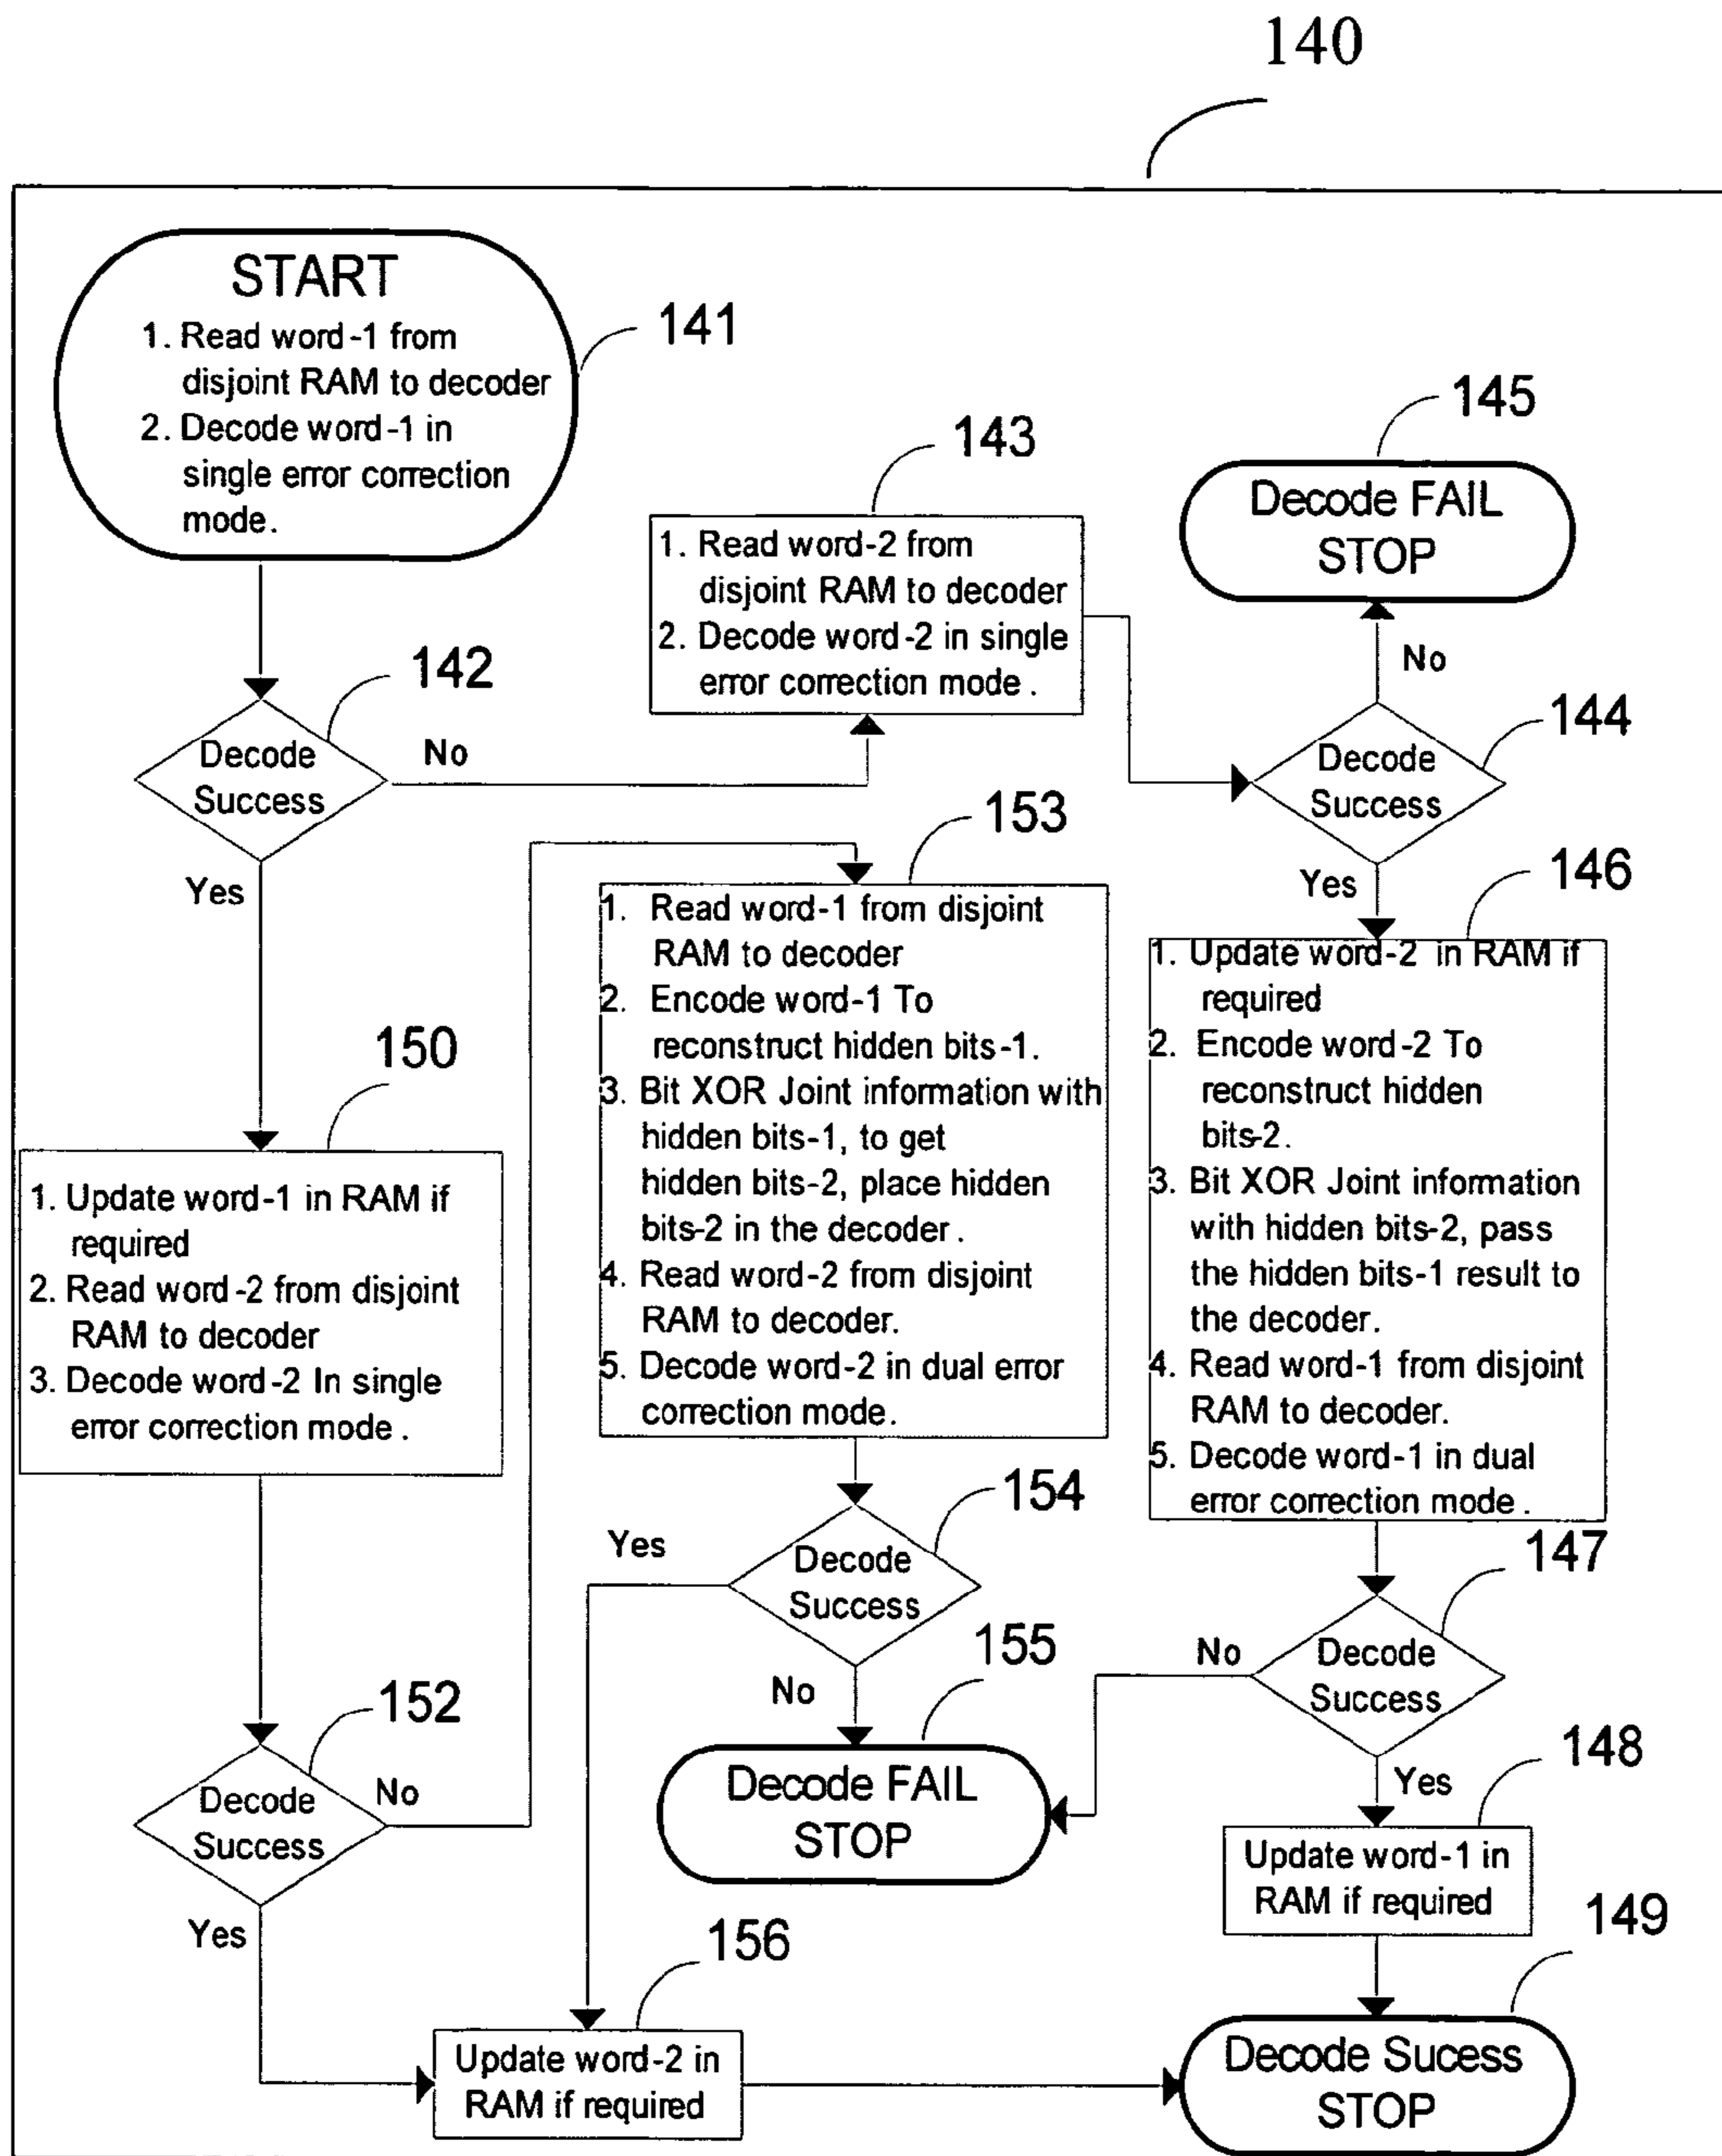 140
START
1. Read word-1 from
disjoint RAM to decoder
2. Decode word-1 in
single error correction
mode.
141
142
Decode
Success
No
Yes
143
1. Read word-2 from
disjoint RAM to decoder
2. Decode word-2 in single
error correction mode.
145
Decode FAIL
STOP
No
144
Decode
Success
Yes
146
1. Update word-2 in RAM if
required
2. Encode word-2 To
reconstruct hidden
bits-2.
3. Bit XOR Joint information
with hidden bits-2, pass
the hidden bits-1 result to
the decoder.
4. Read word-1 from disjoint
RAM to decoder.
5. Decode word-1 in dual
error correction mode.
153
1. Read word-1 from disjoint
RAM to decoder
2. Encode word-1 To
reconstruct hidden bits-1.
3. Bit XOR Joint information with
hidden bits-1, to get
hidden bits-2, place hidden
bits-2 in the decoder.
4. Read word-2 from disjoint
RAM to decoder.
5. Decode word-2 in dual error
correction mode.
150
1. Update word-1 in RAM if
required
2. Read word-2 from disjoint
RAM to decoder
3. Decode word-2 In single
error correction mode.
154
Yes
Decode
Success
No
155
Decode FAIL
STOP
147
No
Decode
Success
Yes
148
Update word-1 in
RAM if required
152
Decode
Success
No
Yes
156
Update word-2 in
RAM if required
149
Decode Sucess
STOP